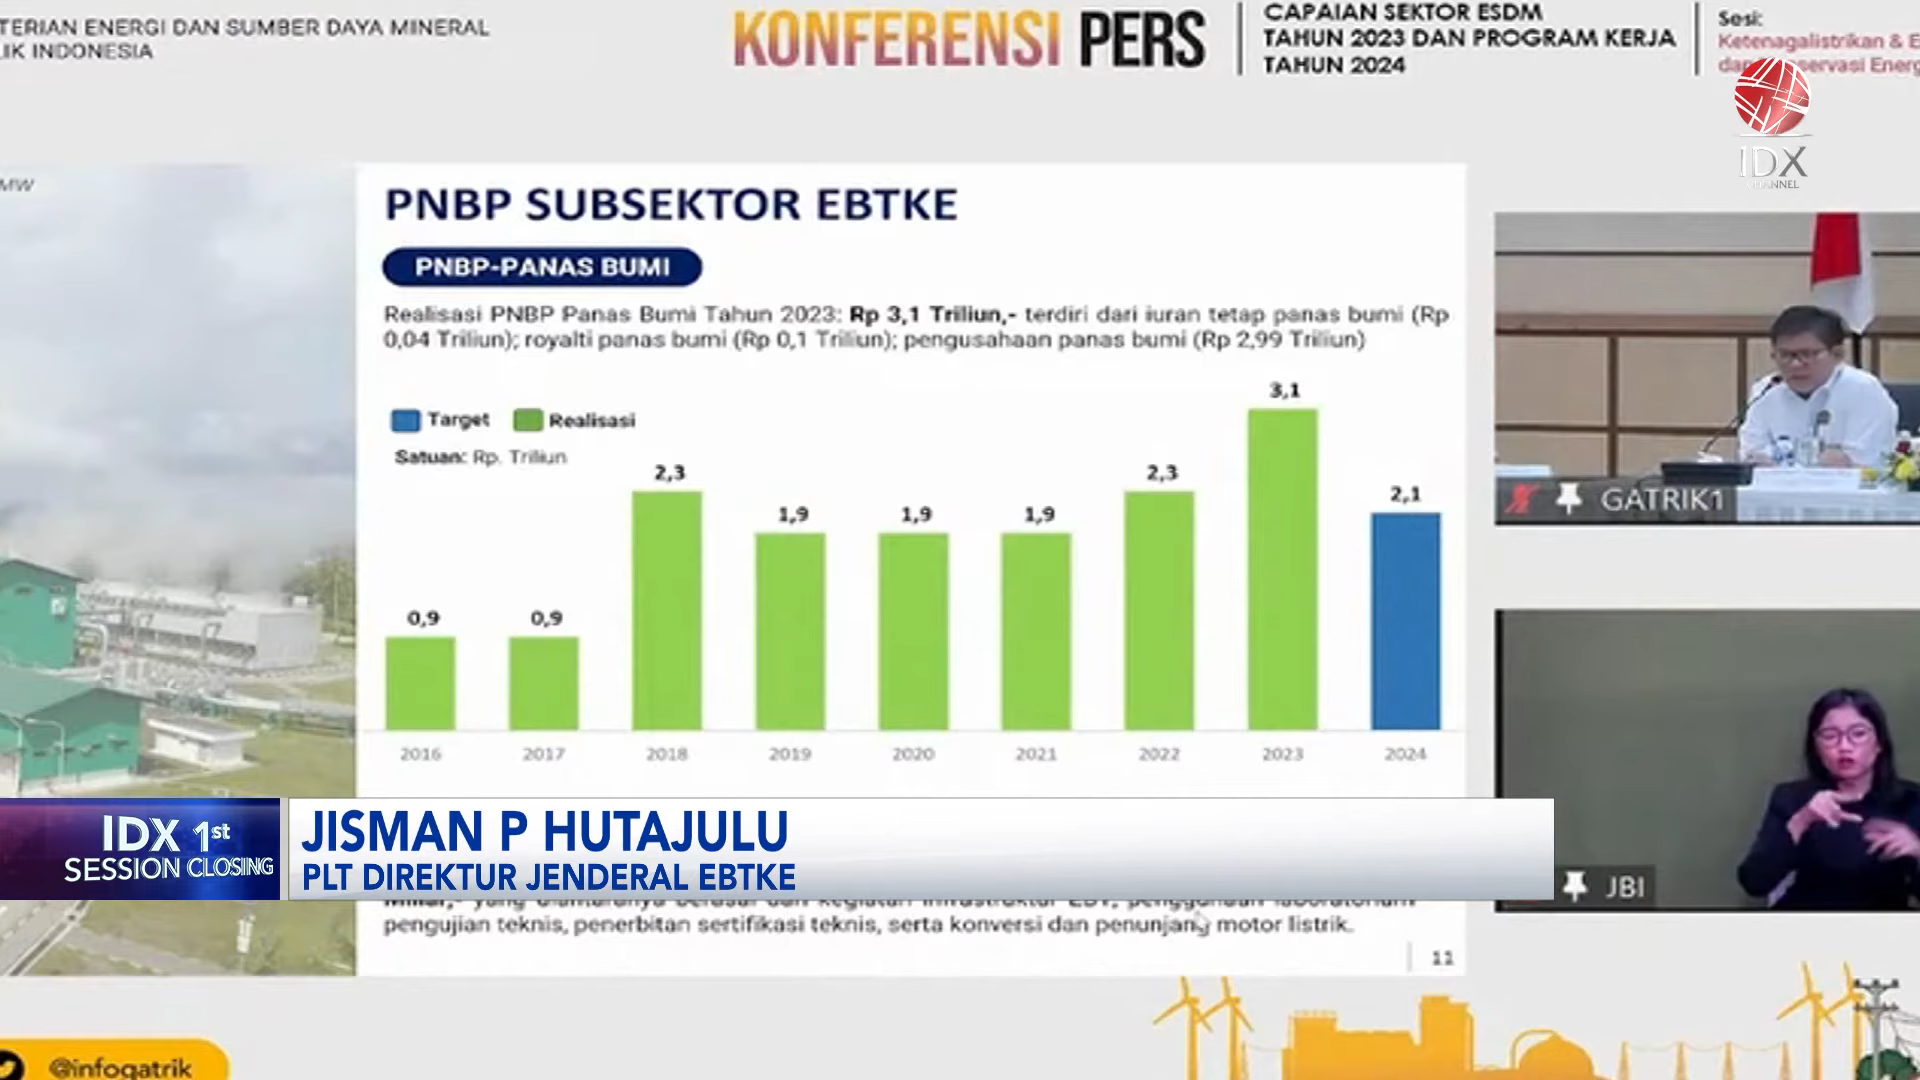 TERIAN ENERGI DAN SUMBER DAYA MINERAL
LIK INDONESIA
KONFERENSI PERS
CAPAIAN SEKTOR ESDM
TAHUN 2023 DAN PROGRAM KERJA
TAHUN 2024
Sesi:
Ketenagalistrikan & E
servasi Energ
IDX
CHANNEL
MW
PNBP SUBSEKTOR EBTKE
PNBP-PANAS BUMI
Realisasi PNBP Panas Bumi Tahun 2023: Rp 3,1 Triliun,- terdiri dari iuran tetap panas bumi (Rp
0,04 Triliun); royalti panas bumi (Rp 0,1 Triliun); pengusahaan panas bumi (Rp 2,99 Triliun)
Target Realisasi
Satuan: Rp. Triliun
0,9 0,9 2,3 1,9 1,9 1,9 2,3 3,1 2,1
2016 2017 2018 2019 2020 2021 2022 2023 2024
GATRIK1
JBI
IDX 1st
SESSION CLOSING
JISMAN P HUTAJULU
PLT DIREKTUR JENDERAL EBTKE
pengujian teknis, penerbitan sertifikasi teknis, serta konversi dan penunjang motor listrik.
11
@infogatrik